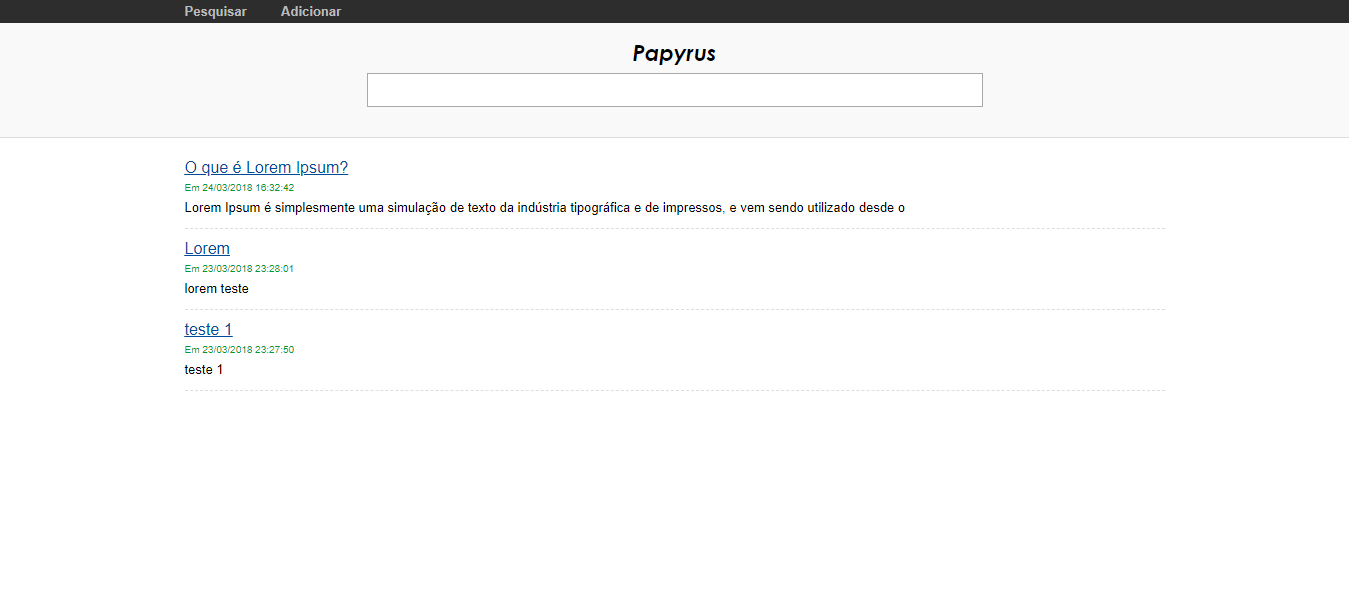 Pesquisar Adicionar
Papyrus
O que é Lorem Ipsum?
Em 24/03/2018 16:32:42
Lorem Ipsum é simplesmente uma simulação de texto da indústria tipográfica e de impressos, e vem sendo utilizado desde o
Lorem
Em 23/03/2018 23:28:01
lorem teste
teste 1
Em 23/03/2018 23:27:50
teste 1